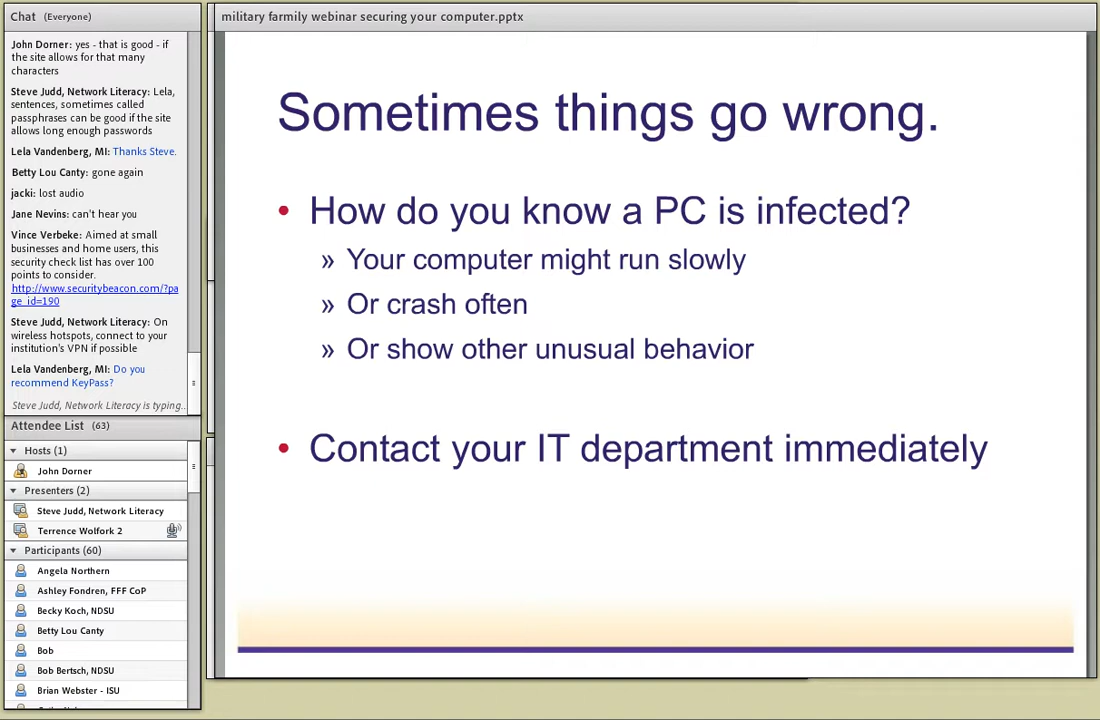 Chat (Everyone)
John Dorner: yes - that is good - if
the site allows for that many
characters
Steve Judd, Network Literacy: Lela,
sentences, sometimes called
passphrases can be good if the site
allows long enough passwords
Lela Vandenberg, MI: Thanks Steve.
Betty Lou Canty: gone again
jacki: lost audio
Jane Nevins: can't hear you
Vince Verbeke: Aimed at small
businesses and home users, this
security check list has over 100
points to consider.
http://www.securitybeacon.com/?pa
ge_id=190
Steve Judd, Network Literacy: On
wireless hotspots, connect to your
institution's VPN if possible
Lela Vandenberg, MI: Do you
recommend KeyPass?
Steve Judd, Network Literacy is typing..
Attendee List (63)
Hosts (1)
John Dorner
Presenters (2)
Steve Judd, Network Literacy
Terrence Wolfork 2
Participants (60)
Angela Northern
Ashley Fondren, FFF CoP
Becky Koch, NDSU
Betty Lou Canty
Bob
Bob Bertsch, NDSU
Brian Webster - ISU
military farmily webinar securing your computer.pptx
Sometimes things go wrong.
• How do you know a PC is infected?
» Your computer might run slowly
» Or crash often
» Or show other unusual behavior
• Contact your IT department immediately